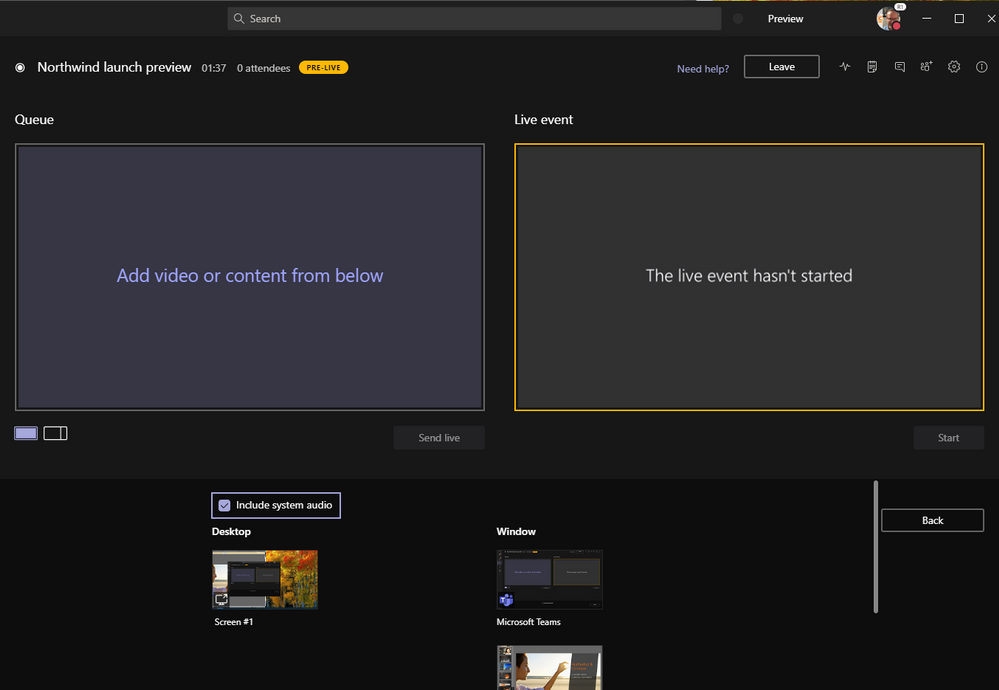 Search
Preview
Northwind launch preview 01:37 0 attendees PRE-LIVE
Need help? Leave
Queue
Live event
Add video or content from below
The live event hasn't started
Send live
Start
Include system audio
Back
Desktop
Window
Screen #1
Microsoft Teams